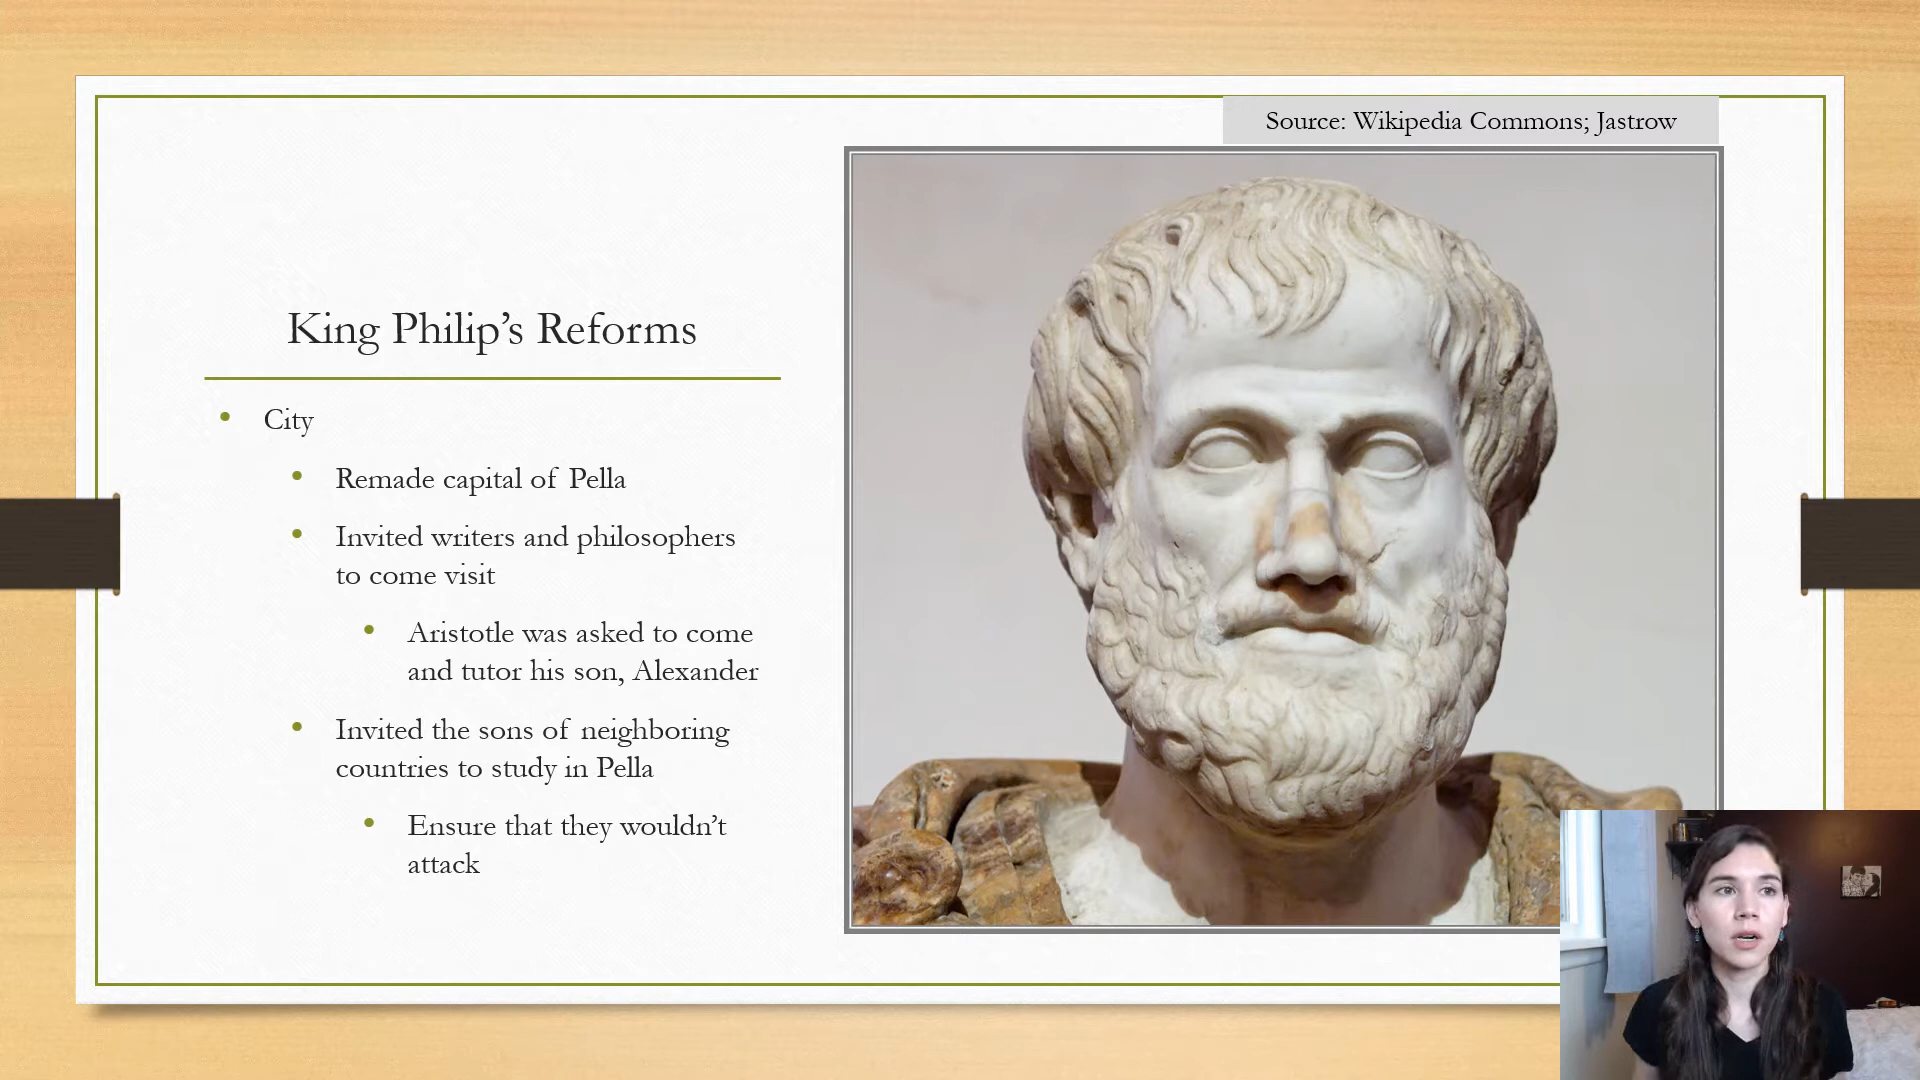 Source: Wikipedia Commons; Jastrow
King Philip’s Reforms
City
Remade capital of Pella
Invited writers and philosophers
to come visit
Aristotle was asked to come
and tutor his son, Alexander
Invited the sons of neighboring
countries to study in Pella
Ensure that they wouldn’t
attack